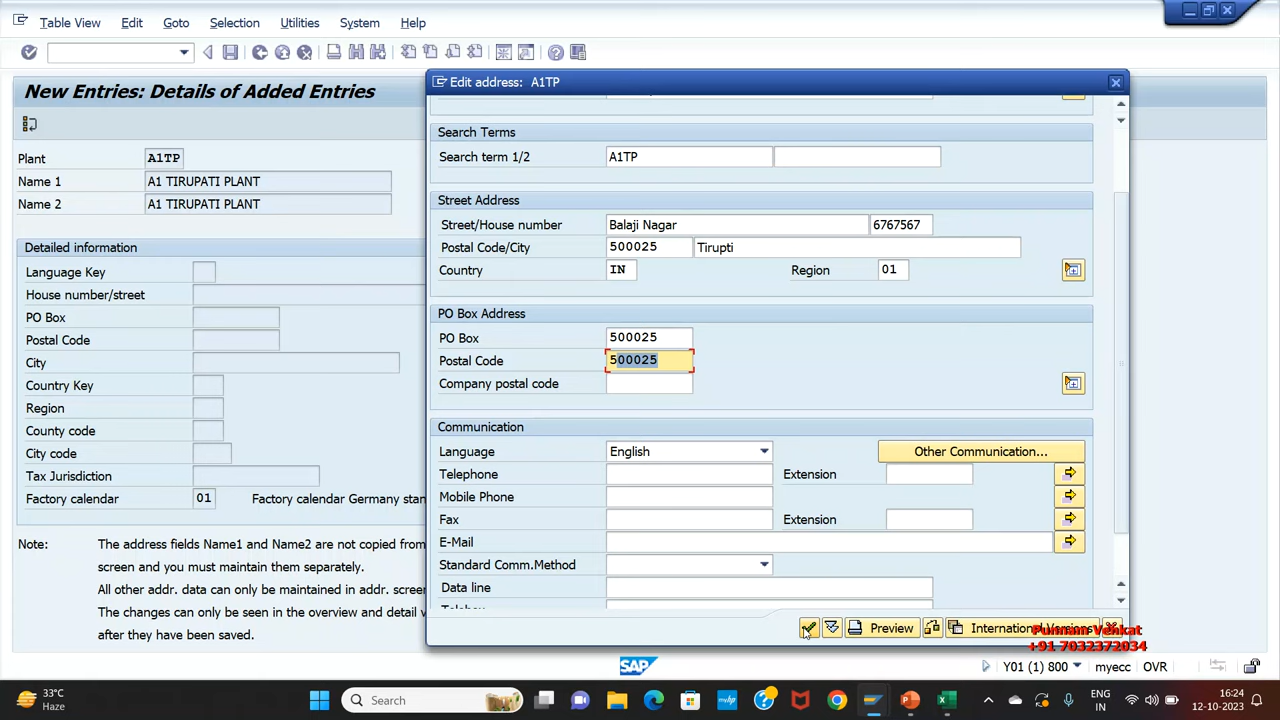 Table View Edit Goto Selection Utilities System Help
New Entries: Details of Added Entries
Plant A1TP
Name 1 A1 TIRUPATI PLANT
Name 2 A1 TIRUPATI PLANT
Detailed information
Language Key
House number/street
PO Box
Postal Code
City
Country Key
Region
County code
City code
Tax Jurisdiction
Factory calendar 01 Factory calendar Germany stan
Note: The address fields Name1 and Name2 are not copied from
screen and you must maintain them separately.
All other addr. data can only be maintained in addr. screen
The changes can only be seen in the overview and detail v
after they have been saved.
Edit address: A1TP
Search Terms
Search term 1/2 A1TP
Street Address
Street/House number Balaji Nagar 6767567
Postal Code/City 500025 Tirupti
Country IN Region 01
PO Box Address
PO Box 500025
Postal Code 500025
Company postal code
Communication
Language English Other Communication...
Telephone Extension
Mobile Phone
Fax Extension
E-Mail
Standard Comm.Method
Data line
Telebox
Preview International Versions
Punnam Venkat
+91 7032372034
SAP Y01 (1) 800 myecc OVR
33°C
Haze
Search
ENG
IN
16:24
12-10-2023